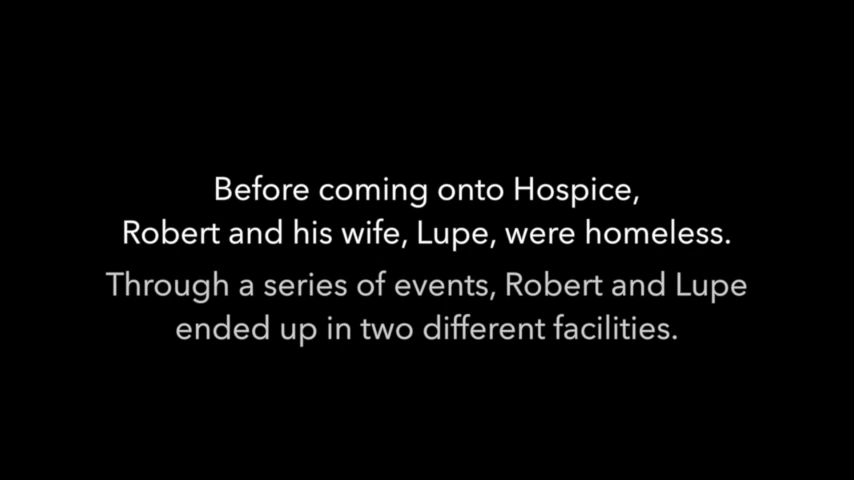 Before coming onto Hospice,
Robert and his wife, Lupe, were homeless.
Through a series of events, Robert and Lupe
ended up in two different facilities.